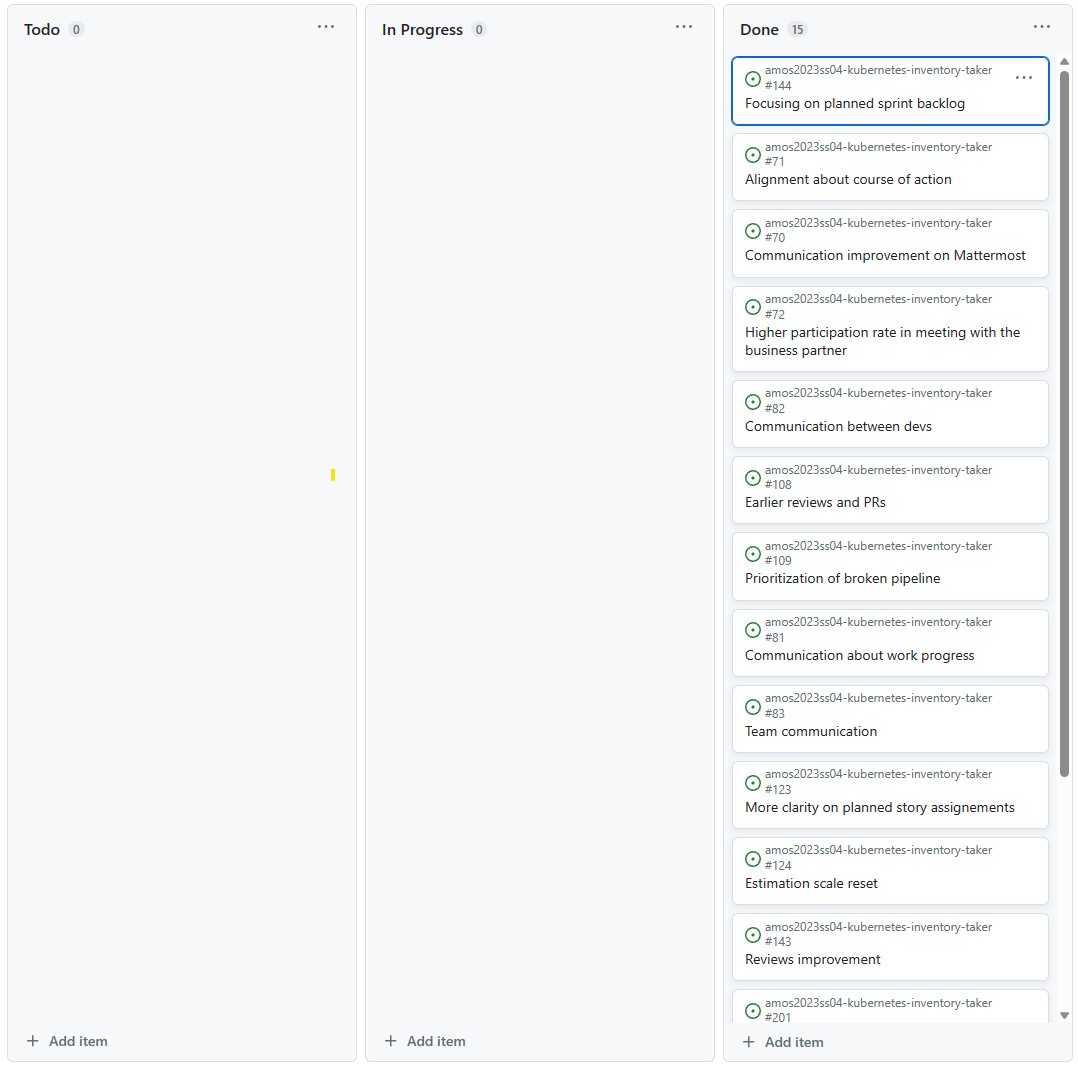 Todo 0
In Progress 0
Done 15
amos2023ss04-kubernetes-inventory-taker
#144
Focusing on planned sprint backlog
amos2023ss04-kubernetes-inventory-taker
#71
Alignment about course of action
amos2023ss04-kubernetes-inventory-taker
#70
Communication improvement on Mattermost
amos2023ss04-kubernetes-inventory-taker
#72
Higher participation rate in meeting with the
business partner
amos2023ss04-kubernetes-inventory-taker
#82
Communication between devs
amos2023ss04-kubernetes-inventory-taker
#108
Earlier reviews and PRs
amos2023ss04-kubernetes-inventory-taker
#109
Prioritization of broken pipeline
amos2023ss04-kubernetes-inventory-taker
#81
Communication about work progress
amos2023ss04-kubernetes-inventory-taker
#83
Team communication
amos2023ss04-kubernetes-inventory-taker
#123
More clarity on planned story assignements
amos2023ss04-kubernetes-inventory-taker
#124
Estimation scale reset
amos2023ss04-kubernetes-inventory-taker
#143
Reviews improvement
amos2023ss04-kubernetes-inventory-taker
#201
+ Add item
+ Add item
+ Add item